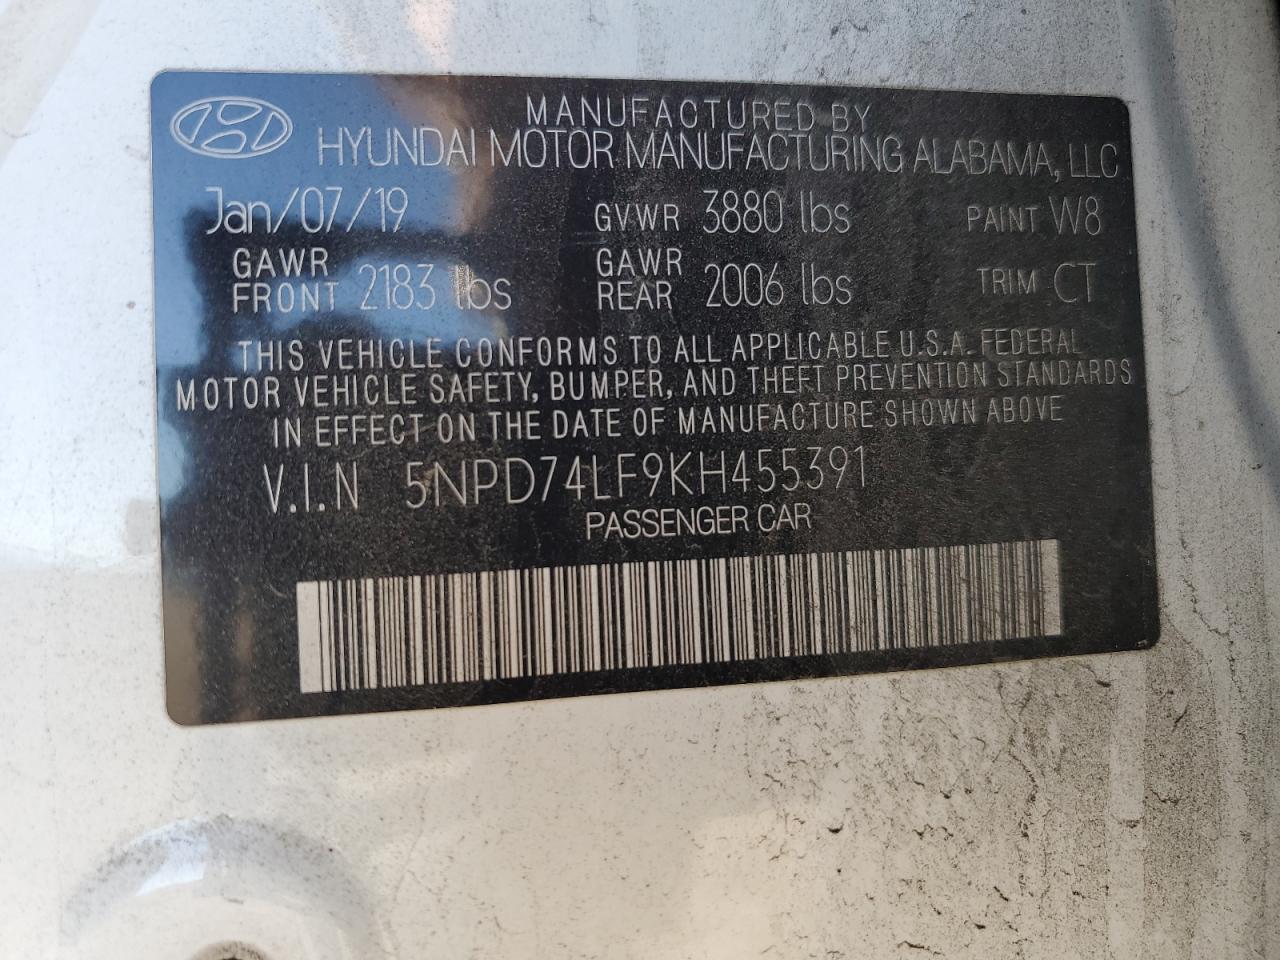 MANUFACTURED BY
HYUNDAI MOTOR MANUFACTURING ALABAMA, LLC
Jan/07/19 GVWR 3880 lbs PAINT W8
GAWR FRONT 2183 lbs GAWR REAR 2006 lbs TRIM CT
THIS VEHICLE CONFORMS TO ALL APPLICABLE U.S.A. FEDERAL
MOTOR VEHICLE SAFETY, BUMPER, AND THEFT PREVENTION STANDARDS
IN EFFECT ON THE DATE OF MANUFACTURE SHOWN ABOVE
V.I.N 5NPD74LF9KH455391
PASSENGER CAR